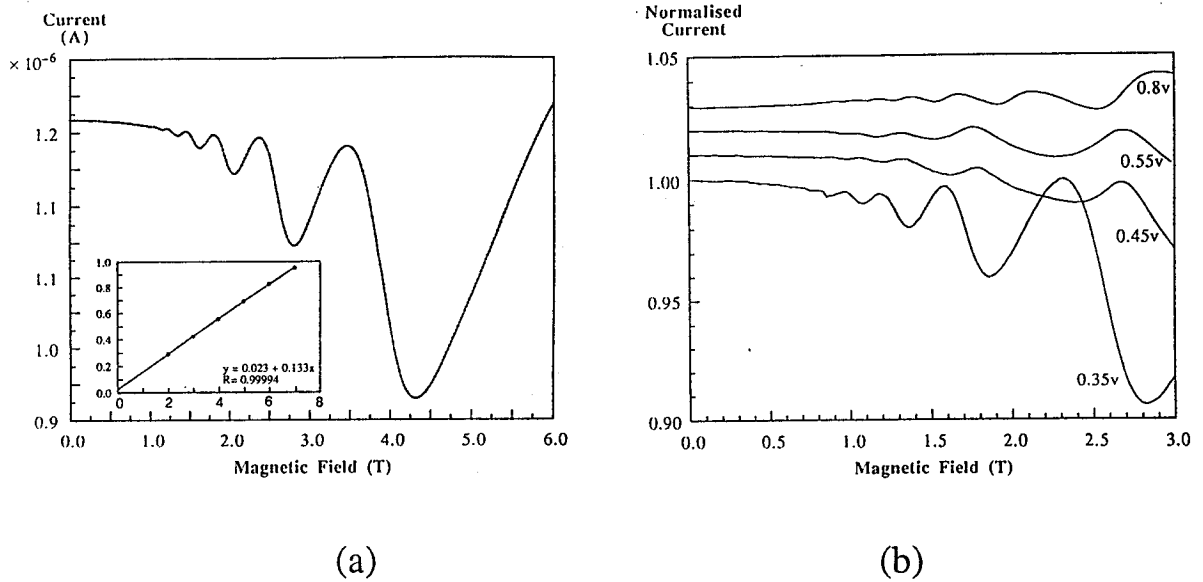 Current
(A)
× 10⁻⁶
1.2
1.1
1.1
1.0
0.9
0.0 1.0 2.0 3.0 4.0 5.0 6.0
Magnetic Field (T)
1.0
0.8
0.6
0.4
0.2
0.0
0 2 4 6 8
y = 0.023 + 0.133x
R= 0.99994
(a)
Normalised
Current
1.05
1.00
0.95
0.90
0.0 0.5 1.0 1.5 2.0 2.5 3.0
Magnetic Field (T)
0.8v
0.55v
0.45v
0.35v
(b)